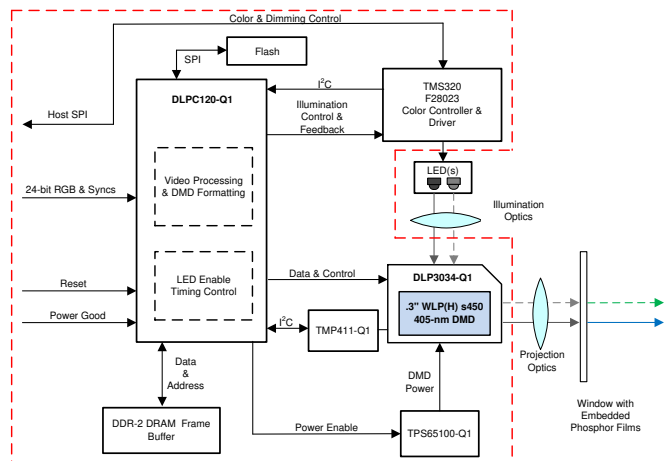 Color & Dimming Control
Flash
SPI
DLPC120-Q1
I²C
TMS320
F28023
Color Controller &
Driver
Host SPI
Illumination
Control &
Feedback
LED(s)
Video Processing
& DMD Formatting
24-bit RGB & Syncs
Illumination
Optics
LED Enable
Timing Control
Data & Control
DLP3034-Q1
Reset
.3" WLP(H) s450
405-nm DMD
Power Good
I²C
TMP411-Q1
Projection
Optics
Data
&
Address
DMD
Power
Window with
Embedded
Phosphor Films
DDR-2 DRAM Frame
Buffer
Power Enable
TPS65100-Q1